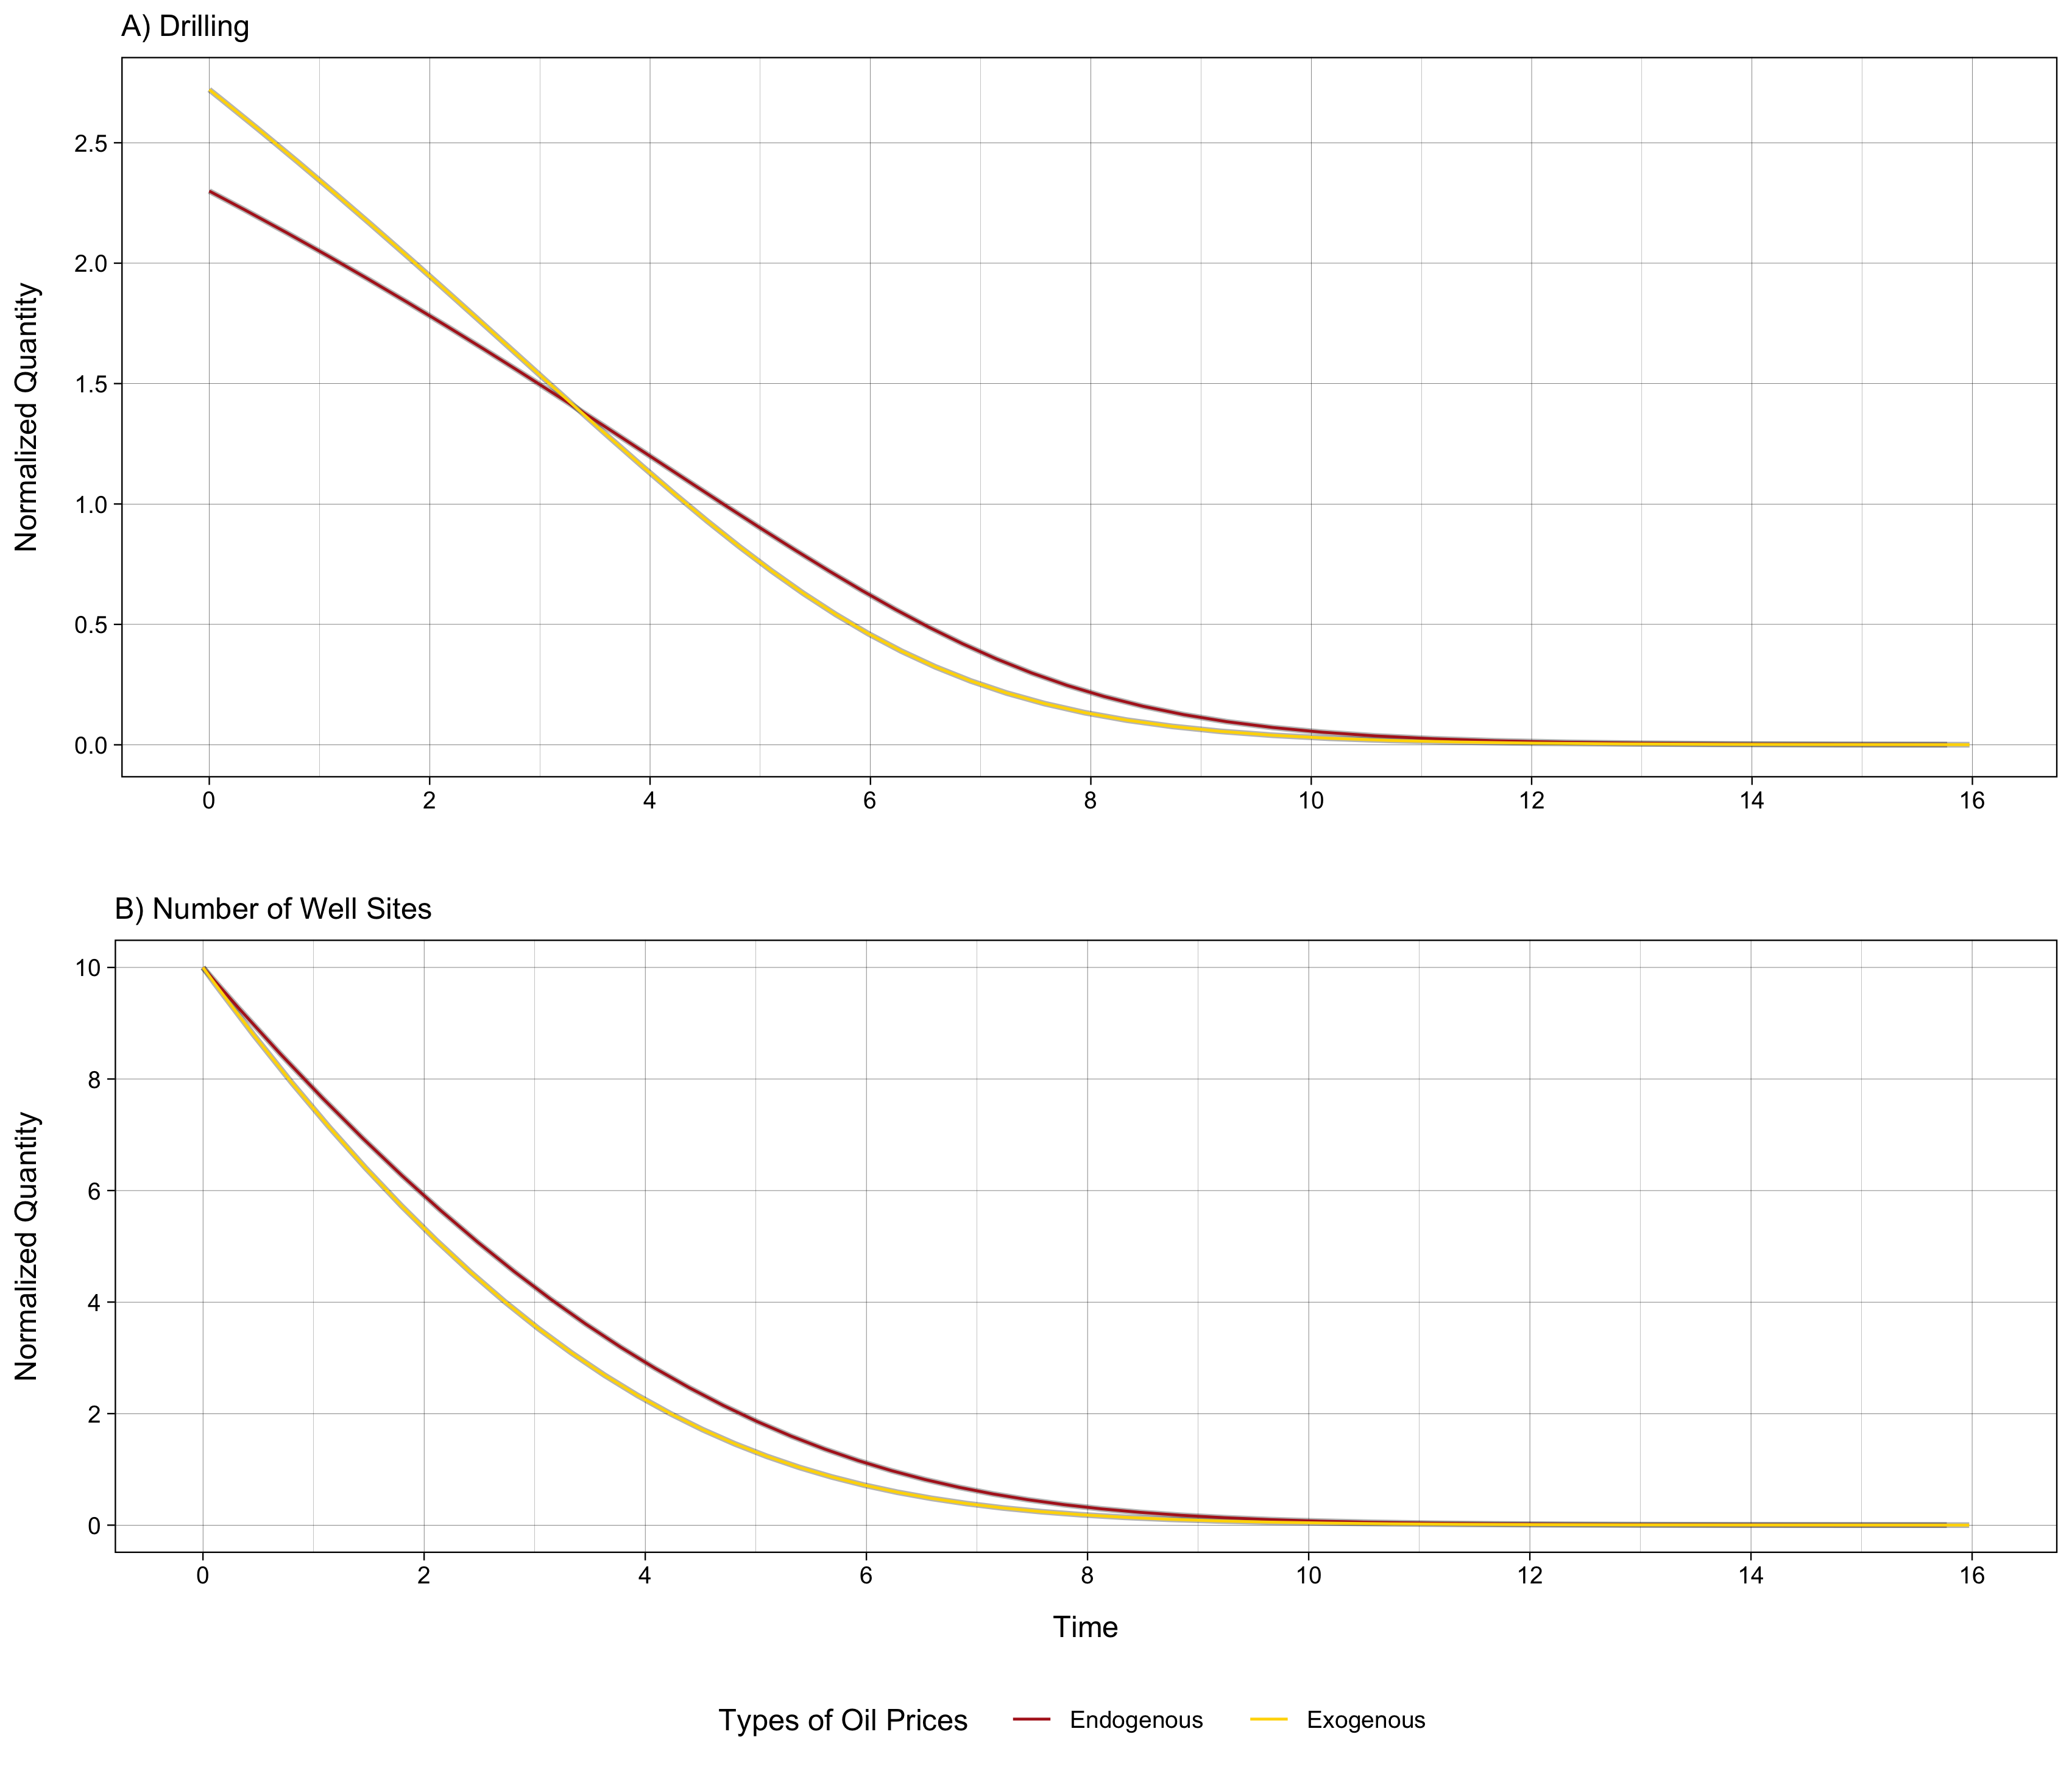 A) Drilling
Normalized Quantity
2.5
2.0
1.5
1.0
0.5
0.0
0 2 4 6 8 10 12 14 16
B) Number of Well Sites
Normalized Quantity
10
8
6
4
2
0
0 2 4 6 8 10 12 14 16
Time
Types of Oil Prices Endogenous Exogenous